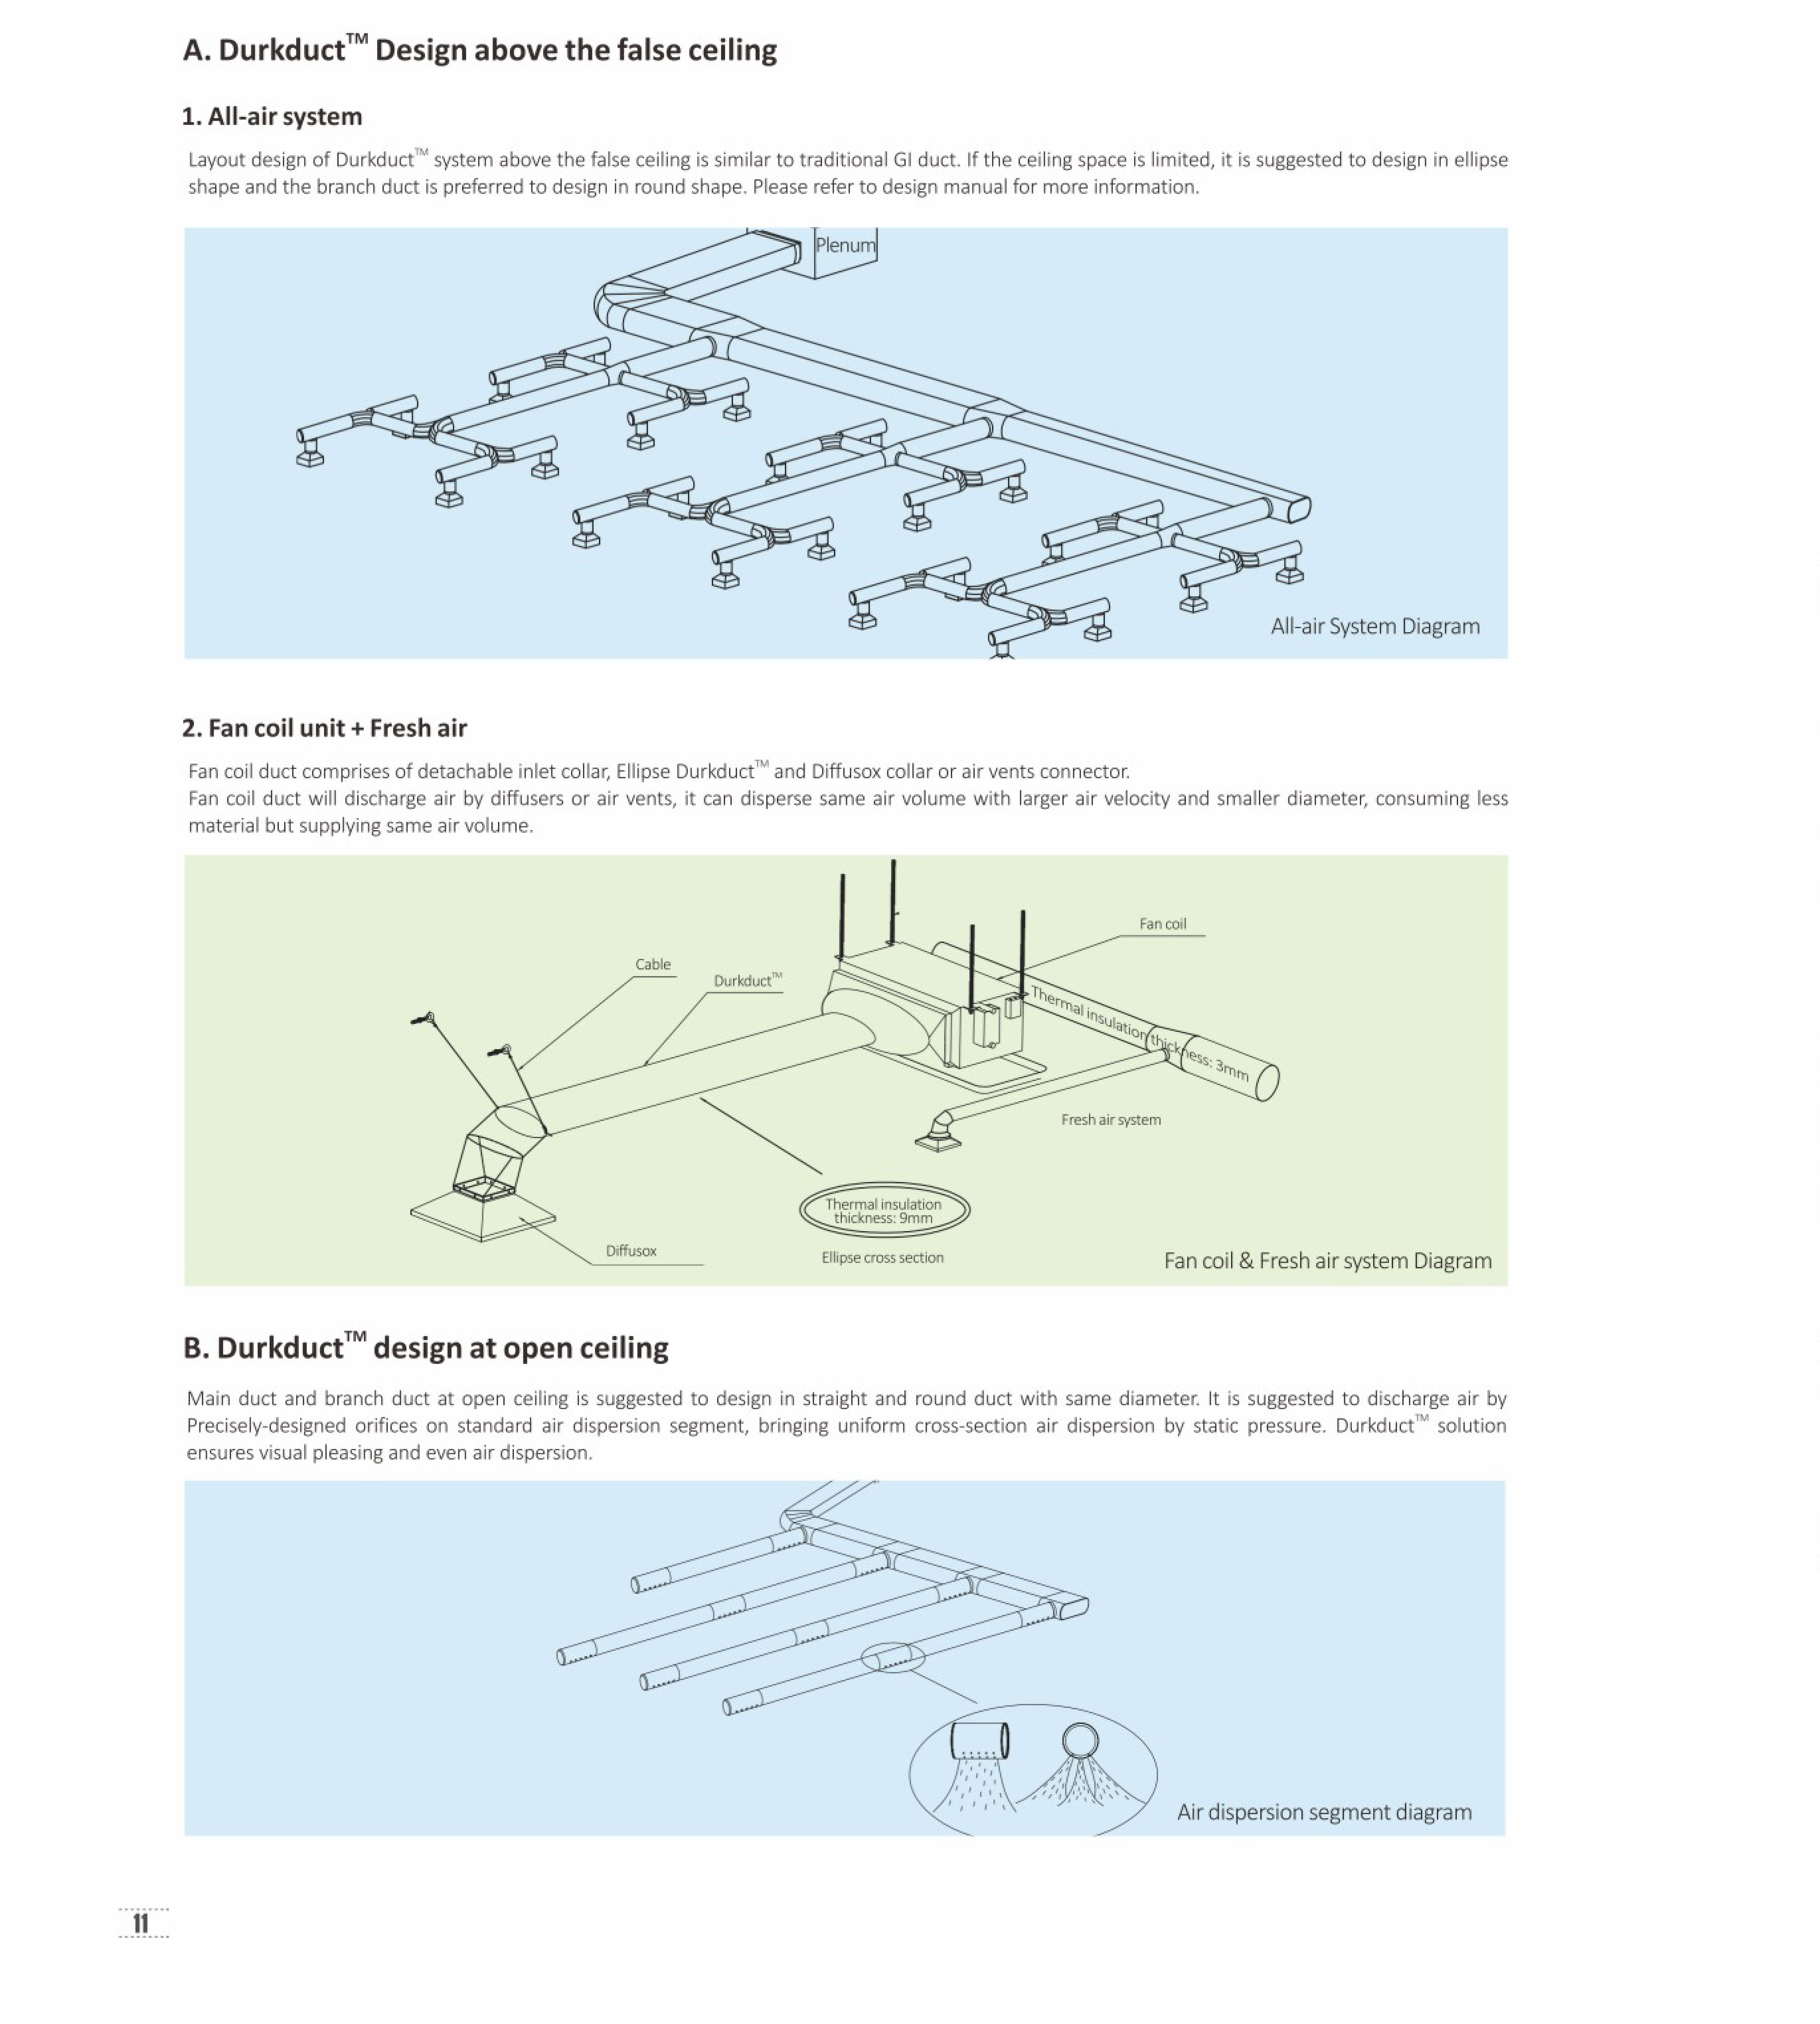 A. Durkduct™ Design above the false ceiling
1. All-air system
Layout design of Durkduct™ system above the false ceiling is similar to traditional GI duct. If the ceiling space is limited, it is suggested to design in ellipse
shape and the branch duct is preferred to design in round shape. Please refer to design manual for more information.
Plenum
All-air System Diagram
2. Fan coil unit + Fresh air
Fan coil duct comprises of detachable inlet collar, Ellipse Durkduct™ and Diffusox collar or air vents connector.
Fan coil duct will discharge air by diffusers or air vents, it can disperse same air volume with larger air velocity and smaller diameter, consuming less
material but supplying same air volume.
Fan coil
Cable
Durkduct™
Thermal insulation thickness: 3mm
Fresh air system
Thermal insulation
thickness: 9mm
Diffusox
Ellipse cross section
Fan coil & Fresh air system Diagram
B. Durkduct™ design at open ceiling
Main duct and branch duct at open ceiling is suggested to design in straight and round duct with same diameter. It is suggested to discharge air by
Precisely-designed orifices on standard air dispersion segment, bringing uniform cross-section air dispersion by static pressure. Durkduct™ solution
ensures visual pleasing and even air dispersion.
Air dispersion segment diagram
11